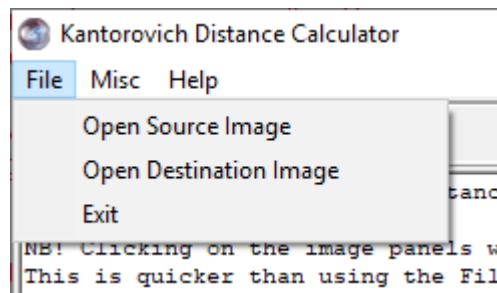 Kantorovich Distance Calculator
File Misc Help
Open Source Image
Open Destination Image
Exit
NB! Clicking on the image panels
This is quicker than using the